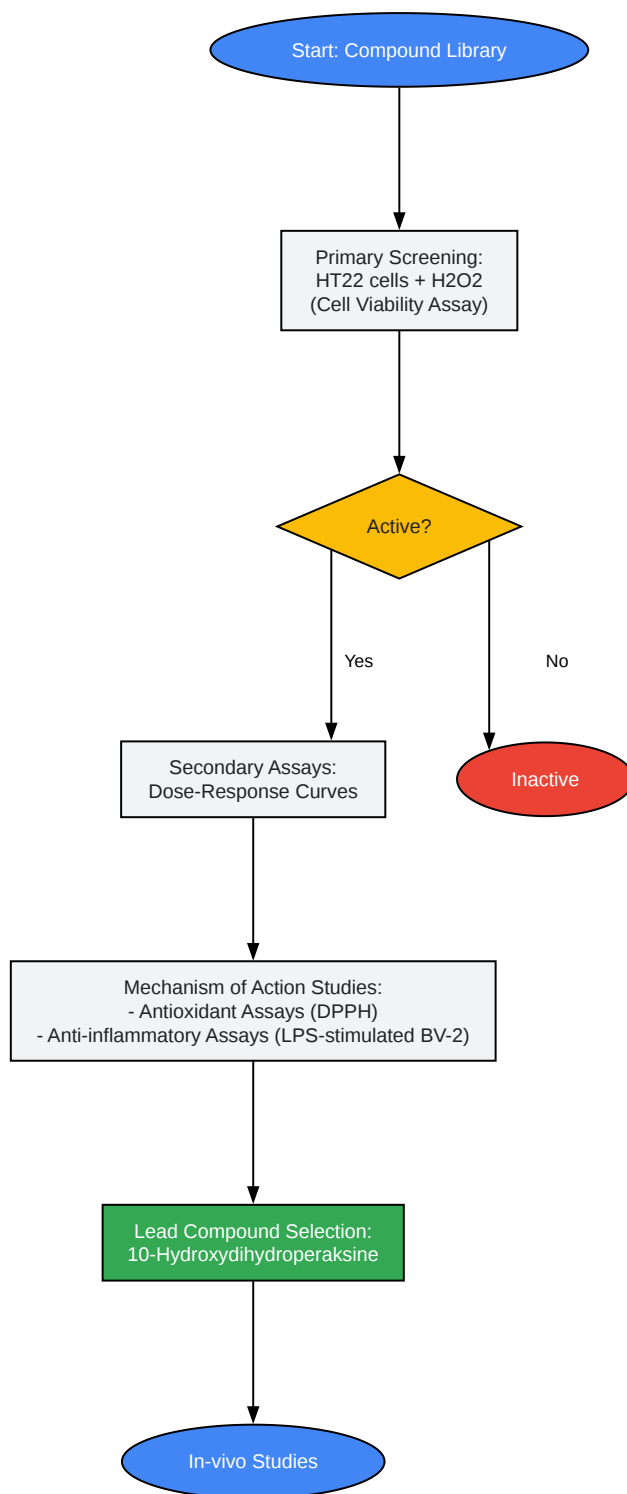 Start: Compound Library
Primary Screening:
HT22 cells + H2O2
(Cell Viability Assay)
Active?
Yes
No
Secondary Assays:
Dose-Response Curves
Inactive
Mechanism of Action Studies:
- Antioxidant Assays (DPPH)
- Anti-inflammatory Assays (LPS-stimulated BV-2)
Lead Compound Selection:
10-Hydroxydihydroperaksine
In-vivo Studies